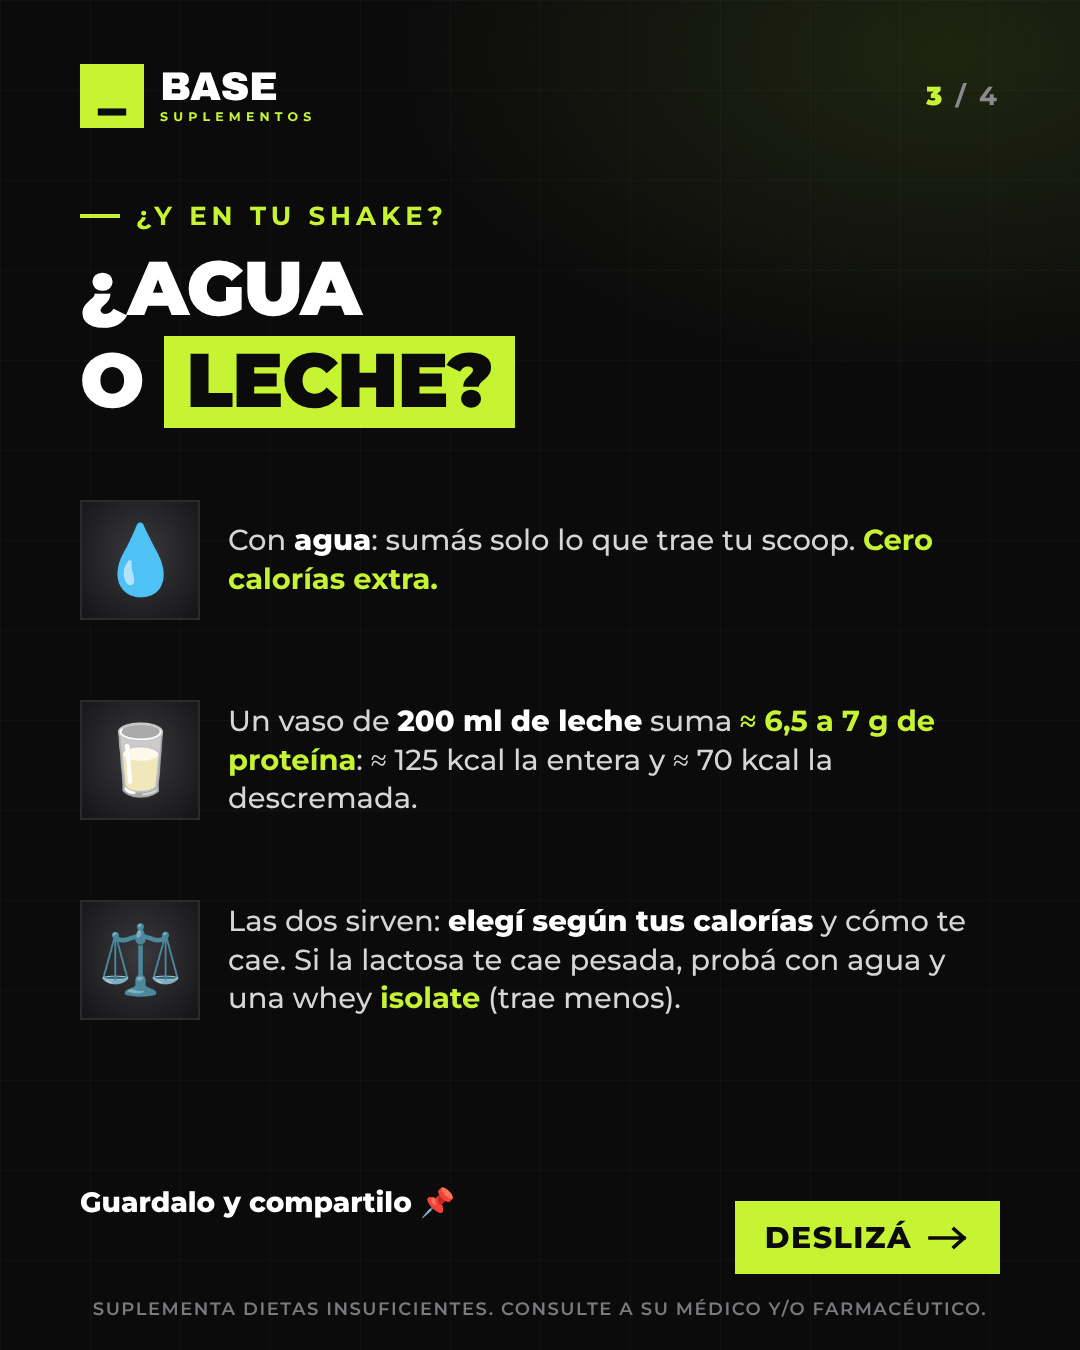 BASE
SUPLEMENTOS
3 / 4
¿Y EN TU SHAKE?
¿AGUA
O LECHE?
Con agua: sumás solo lo que trae tu scoop. Cero
calorías extra.
Un vaso de 200 ml de leche suma ≈ 6,5 a 7 g de
proteína: ≈ 125 kcal la entera y ≈ 70 kcal la
descremada.
Las dos sirven: elegí según tus calorías y cómo te
cae. Si la lactosa te cae pesada, probá con agua y
una whey isolate (trae menos).
Guardalo y compartilo 📌
DESLIZÁ →
SUPLEMENTA DIETAS INSUFICIENTES. CONSULTE A SU MÉDICO Y/O FARMACÉUTICO.